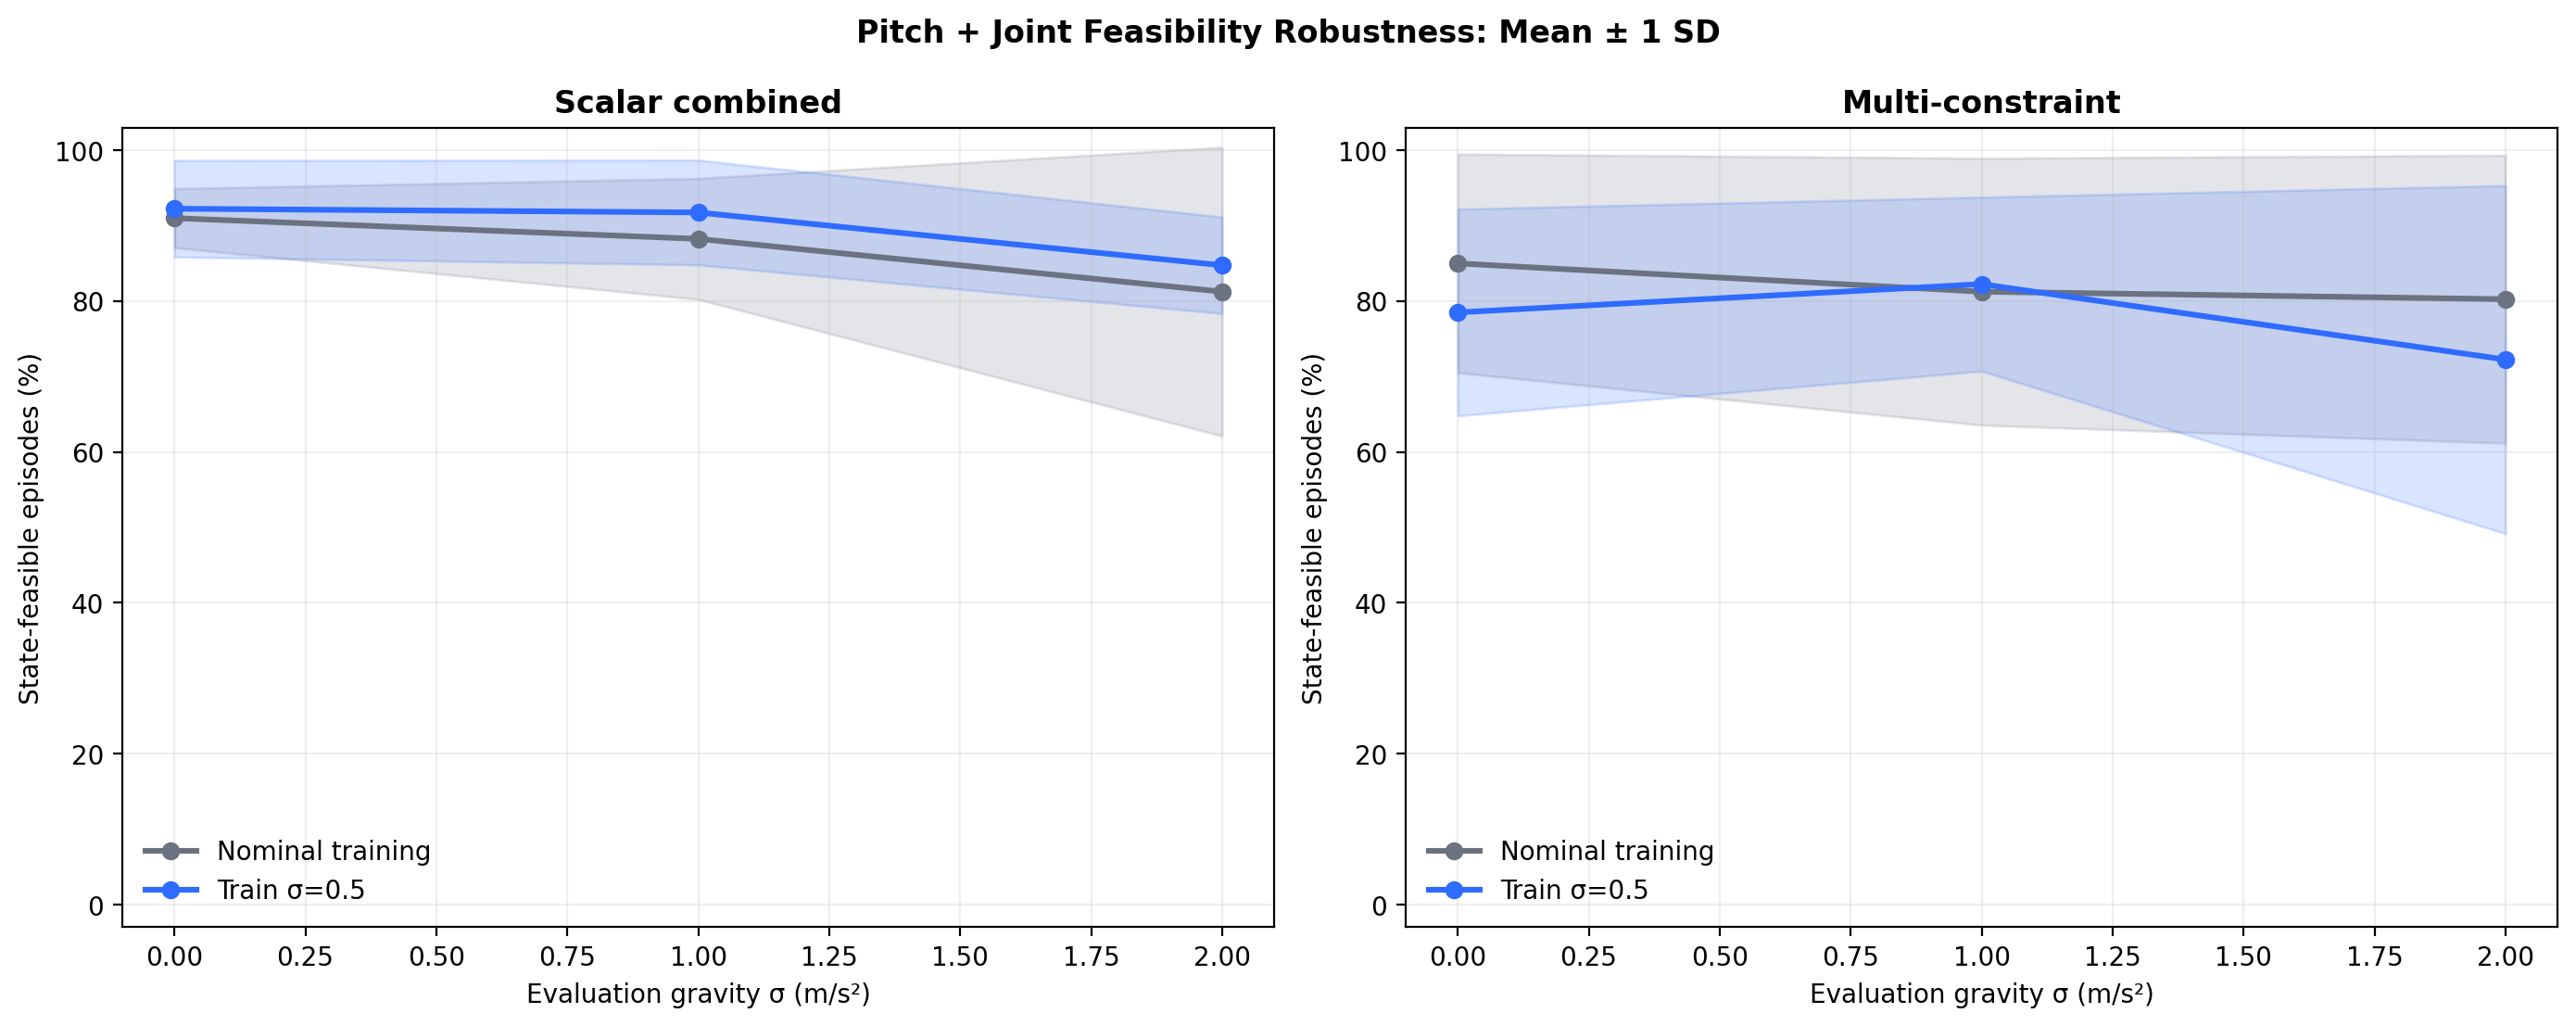 Pitch + Joint Feasibility Robustness: Mean ± 1 SD
Scalar combined
State-feasible episodes (%)
100
80
60
40
20
0
Nominal training
Train σ=0.5
0.00 0.25 0.50 0.75 1.00 1.25 1.50 1.75 2.00
Evaluation gravity σ (m/s²)
Multi-constraint
State-feasible episodes (%)
100
80
60
40
20
0
Nominal training
Train σ=0.5
0.00 0.25 0.50 0.75 1.00 1.25 1.50 1.75 2.00
Evaluation gravity σ (m/s²)